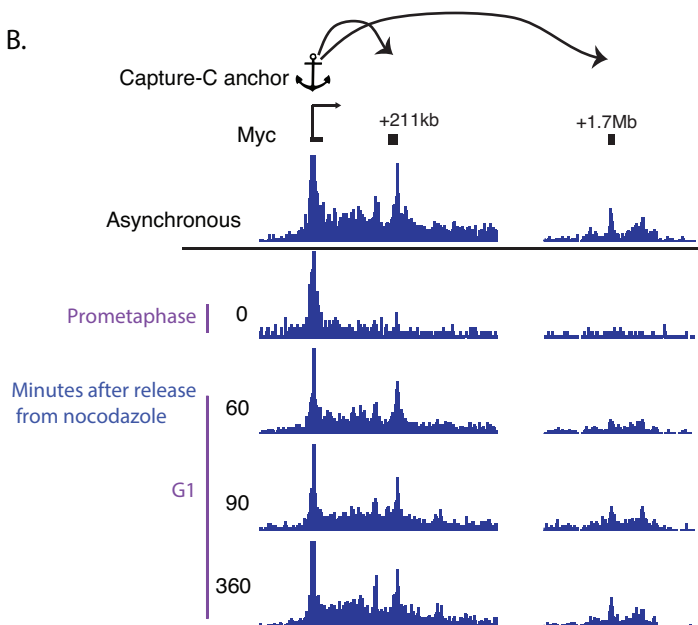 B.
Capture-C anchor
Myc
+211kb
+1.7Mb
Asynchronous
Prometaphase
0
Minutes after release
from nocodazole
60
G1
90
360